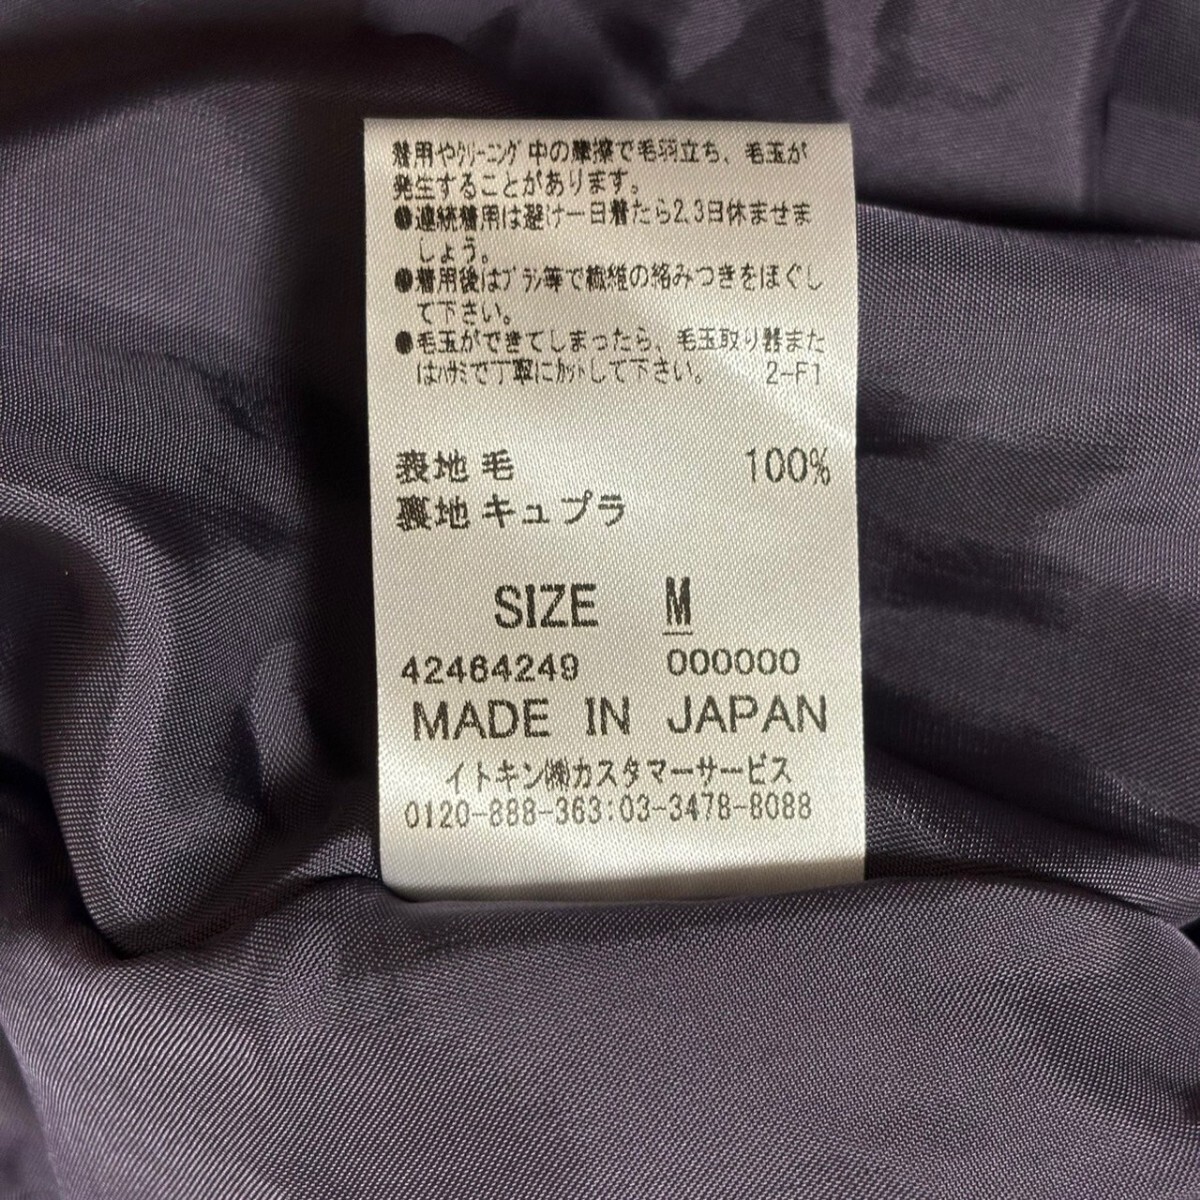 着用やｸﾘｰﾆﾝｸﾞ中の摩擦で毛羽立ち、毛玉が
発生することがあります。
●連続着用は避け一日着たら2,3日休ませま
しょう。
●着用後はﾌﾞﾗｼ等で繊維の絡みつきをほぐし
て下さい。
●毛玉ができてしまったら、毛玉取り器また
はﾊｻﾐで丁寧にｶｯﾄして下さい。 2-F1
表地 毛 100%
裏地 キュプラ
SIZE M
42464249 000000
MADE IN JAPAN
イトキン㈱カスタマーサービス
0120-888-363:03-3478-8088